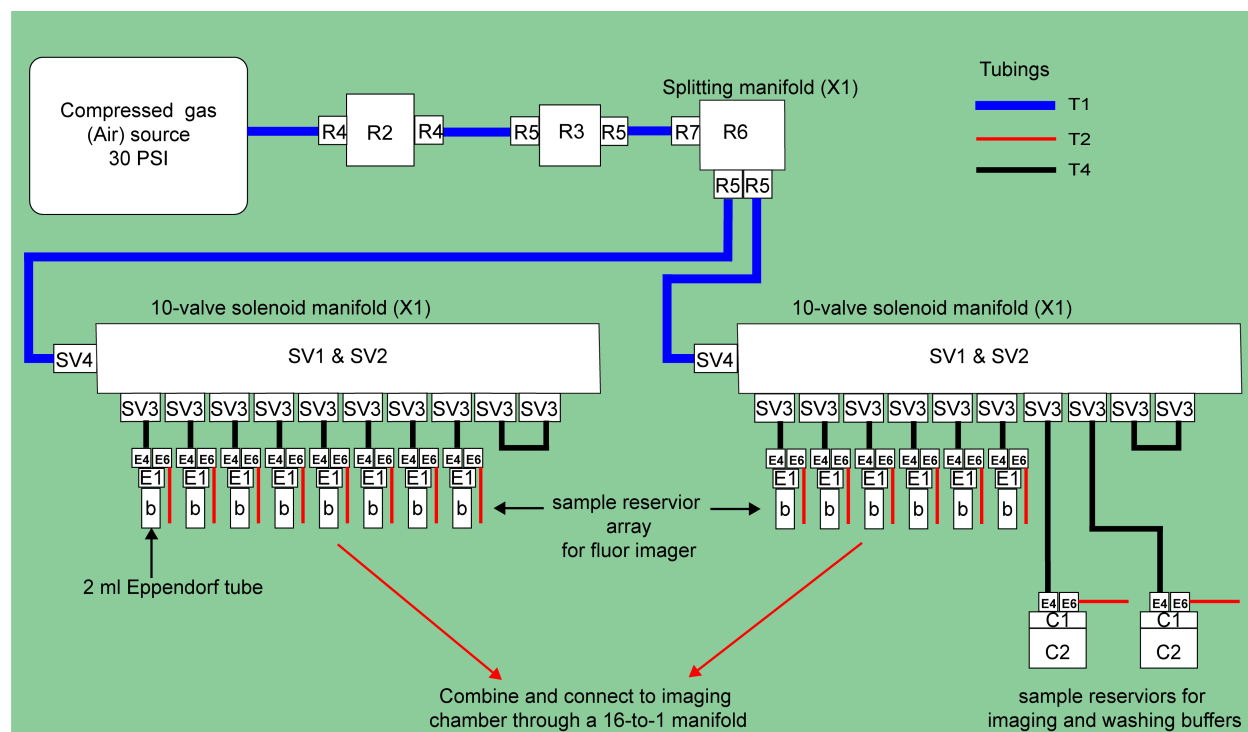 Compressed gas
(Air) source
30 PSI
R4
R2
R4
R5
R3
R5
Splitting manifold (X1)
R7
R6
R5
R5
Tubings
T1
T2
T4
10-valve solenoid manifold (X1)
SV4
SV1 & SV2
SV3 SV3 SV3 SV3 SV3 SV3 SV3 SV3 SV3 SV3
E4 E6 E4 E6 E4 E6 E4 E6 E4 E6 E4 E6 E4 E6 E4 E6
E1 E1 E1 E1 E1 E1 E1 E1
b b b b b b b b
2 ml Eppendorf tube
sample reservior
array
for fluor imager
10-valve solenoid manifold (X1)
SV4
SV1 & SV2
SV3 SV3 SV3 SV3 SV3 SV3 SV3 SV3 SV3 SV3
E4 E6 E4 E6 E4 E6 E4 E6 E4 E6 E4 E6
E1 E1 E1 E1 E1 E1
b b b b b b
E4 E6 E4 E6
C1 C1
C2 C2
Combine and connect to imaging
chamber through a 16-to-1 manifold
sample reserviors for
imaging and washing buffers